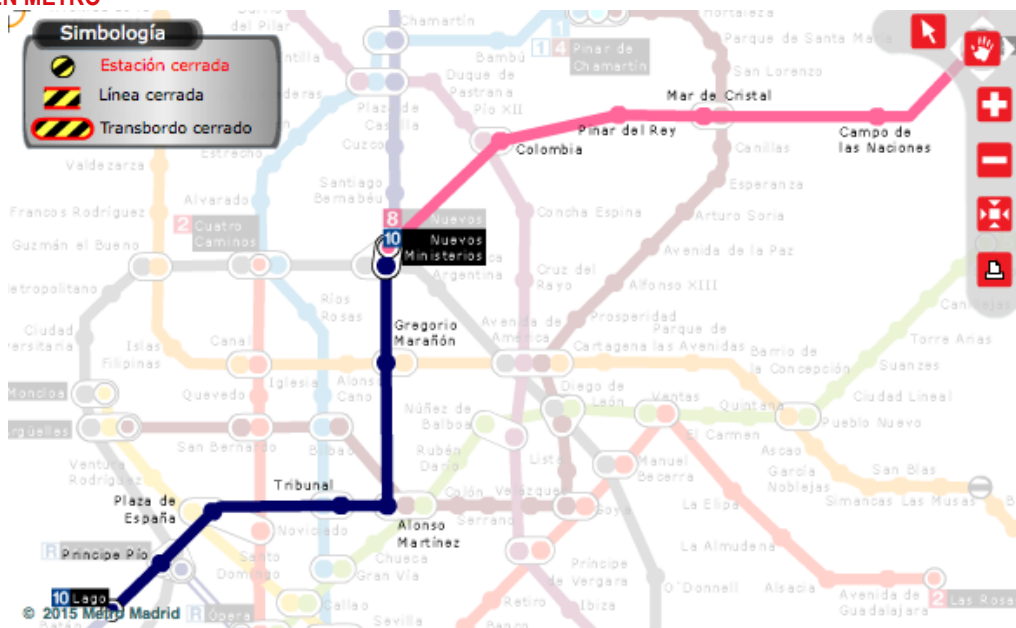 EN METRO
Simbología
Estación cerrada
Línea cerrada
Transbordo cerrado
del Pilar
Chamartín
1
Bambú
1 4 Pinar de
Chamartín
Hortaleza
Parque de Santa María
San Lorenzo
Duque de
Pastrana
Pío XII
Mar de Cristal
Plaza de
Castilla
Cuzco
Pinar del Rey
Campo de
las Naciones
Colombia
Canillas
Valdezarza
Estrecho
Santiago
Bernabéu
Esperanza
Alvarado
Francos Rodríguez
2 Cuatro
Caminos
8 Nuevos
10 Nuevos
Ministerios
Concha Espina
Arturo Soria
Guzmán el Bueno
Avenida de la Paz
Argentina
Cruz del
Rayo
Alfonso XIII
Ríos
Rosas
Canillejas
Ciudad
Islas
Filipinas
Canal
Gregorio
Marañón
Avenida de
América
Prosperidad
Parque de
las Avenidas
Cartagena
Torre Arias
Barrio de
la Concepción
Suanzes
Iglesia
Alonso
Cano
Diego de
León
Ventas
Quintana
Ciudad Lineal
Moncloa
Quevedo
Núñez de
Balboa
Pueblo Nuevo
El Carmen
Argüelles
San Bernardo
Bilbao
Rubén
Darío
Lista
Manuel
Becerra
Ascao
García
Noblejas
San Blas
Ventura
Rodríguez
Tribunal
Colón
Velázquez
Simancas
Las Musas
Plaza de
España
Serrano
Goya
La Elipa
Alonso
Martínez
Noviciado
La Almudena
R Príncipe Pío
Santo
Domingo
Chueca
Gran Vía
Príncipe
de Vergara
O'Donnell
Alsacia
Avenida de
Guadalajara
2 Las Rosas
10 Lago
© 2015 Metro Madrid
R Ópera
Callao
Sevilla
Retiro
Ibiza
Batán
Banco